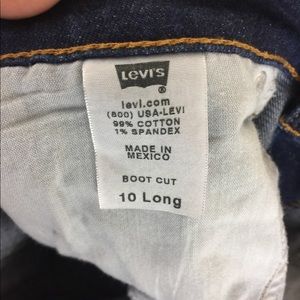 LEVI'S
®
levi.com
(800) USA-LEVI
99% COTTON
1% SPANDEX
MADE IN
MEXICO
BOOT CUT
10 Long